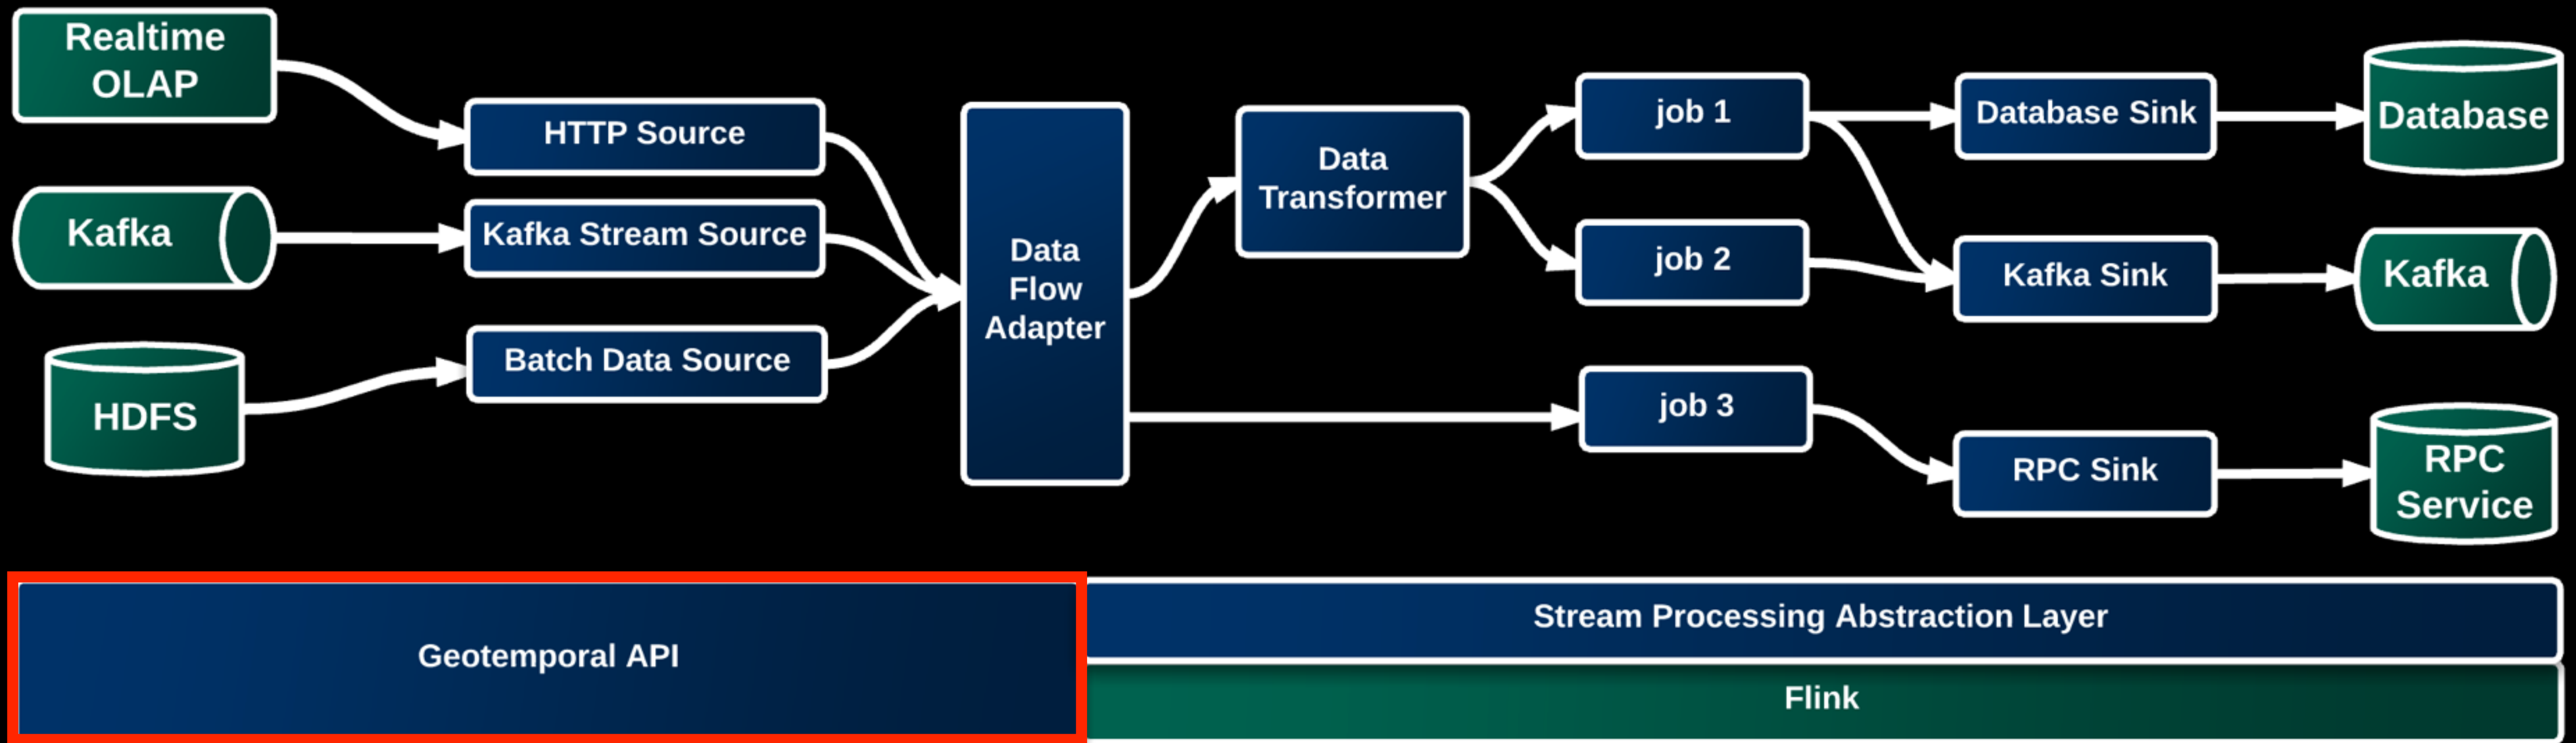 Realtime
OLAP
HTTP Source
Kafka
Kafka Stream Source
HDFS
Batch Data Source
Data
Flow
Adapter
Data
Transformer
job 1
job 2
job 3
Database Sink
Kafka Sink
RPC Sink
Database
Kafka
RPC
Service
Geotemporal API
Stream Processing Abstraction Layer
Flink